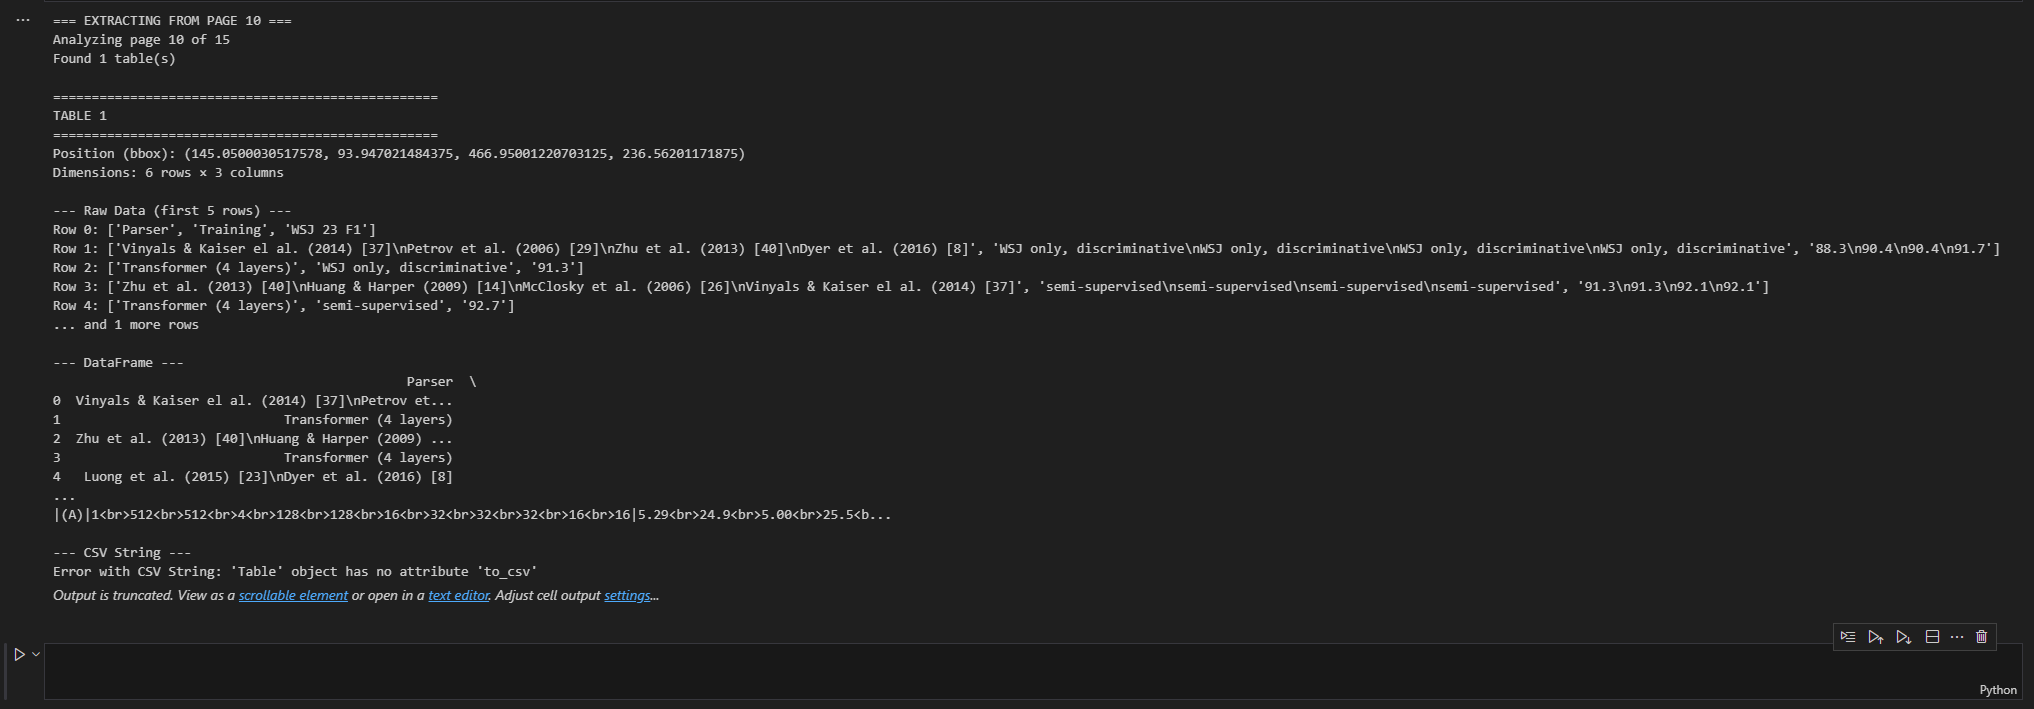 === EXTRACTING FROM PAGE 10 ===
Analyzing page 10 of 15
Found 1 table(s)
==================================================
TABLE 1
==================================================
Position (bbox): (145.0500030517578, 93.947021484375, 466.95001220703125, 236.56201171875)
Dimensions: 6 rows × 3 columns
--- Raw Data (first 5 rows) ---
Row 0: ['Parser', 'Training', 'WSJ 23 F1']
Row 1: ['Vinyals & Kaiser el al. (2014) [37]\nPetrov et al. (2006) [29]\nZhu et al. (2013) [40]\nDyer et al. (2016) [8]', 'WSJ only, discriminative\nWSJ only, discriminative\nWSJ only, discriminative\nWSJ only, discriminative', '88.3\n90.4\n90.4\n91.7']
Row 2: ['Transformer (4 layers)', 'WSJ only, discriminative', '91.3']
Row 3: ['Zhu et al. (2013) [40]\nHuang & Harper (2009) [14]\nMcClosky et al. (2006) [26]\nVinyals & Kaiser el al. (2014) [37]', 'semi-supervised\nsemi-supervised\nsemi-supervised\nsemi-supervised', '91.3\n91.3\n92.1\n92.1']
Row 4: ['Transformer (4 layers)', 'semi-supervised', '92.7']
... and 1 more rows
--- DataFrame ---
Parser \
0 Vinyals & Kaiser el al. (2014) [37]\nPetrov et...
1 Transformer (4 layers)
2 Zhu et al. (2013) [40]\nHuang & Harper (2009) ...
3 Transformer (4 layers)
4 Luong et al. (2015) [23]\nDyer et al. (2016) [8]
...
|(A)|1<br>512<br>512<br>4<br>128<br>128<br>16<br>32<br>32<br>32<br>16<br>16|5.29<br>24.9<br>5.00<br>25.5<b...
--- CSV String ---
Error with CSV String: 'Table' object has no attribute 'to_csv'
Output is truncated. View as a scrollable element or open in a text editor. Adjust cell output settings...
Python